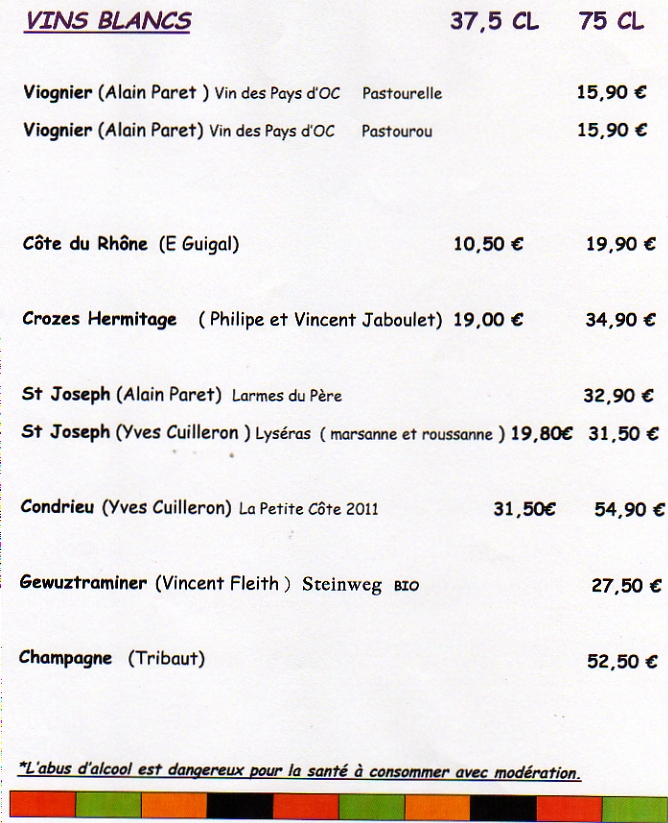 VINS BLANCS 37,5 CL 75 CL
Viognier (Alain Paret ) Vin des Pays d'OC Pastourelle 15,90 €
Viognier (Alain Paret) Vin des Pays d'OC Pastourou 15,90 €
Côte du Rhône (E Guigal) 10,50 € 19,90 €
Crozes Hermitage ( Philipe et Vincent Jaboulet) 19,00 € 34,90 €
St Joseph (Alain Paret) Larmes du Père 32,90 €
St Joseph (Yves Cuilleron ) Lyséras ( marsanne et roussanne ) 19,80€ 31,50 €
Condrieu (Yves Cuilleron) La Petite Côte 2011 31,50€ 54,90 €
Gewuztraminer (Vincent Fleith ) Steinweg BIO 27,50 €
Champagne (Tribaut) 52,50 €
*L'abus d'alcool est dangereux pour la santé à consommer avec modération.